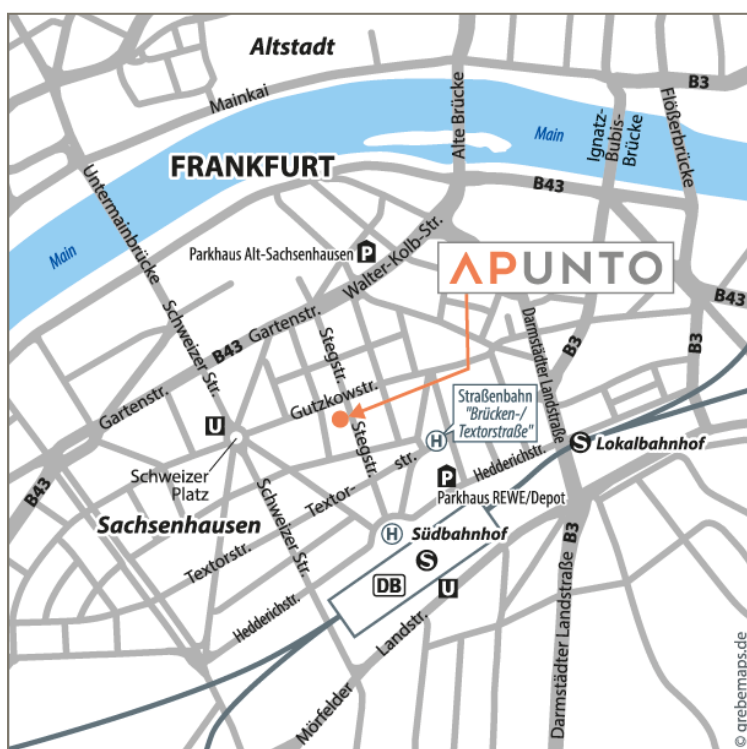 Altstadt
Mainkai
B3
Alte Brücke
Main
Ignatz-
Bubis-
Brücke
Flößerbrücke
FRANKFURT
B43
Untermainbrücke
Main
Parkhaus Alt-Sachsenhausen
P
Walter-Kolb-Str.
APUNTO
B43
Schweizer Str.
Gartenstr.
B43
Stegstr.
Darmstädter Landstraße
B3
B3
Gartenstr.
Gutzkowstr.
Straßenbahn
"Brücken-/
Textorstraße"
U
H
S
Lokalbahnhof
Stegstr.
Schweizer
Platz
Textor-
str.
Hedderichstr.
P
Parkhaus REWE/Depot
B43
Sachsenhausen
Schweizer Str.
H
Südbahnhof
B3
Textorstr.
S
DB
U
Hedderichstr.
Mörfelder
Landstr.
Darmstädter Landstraße
© grebemaps.de